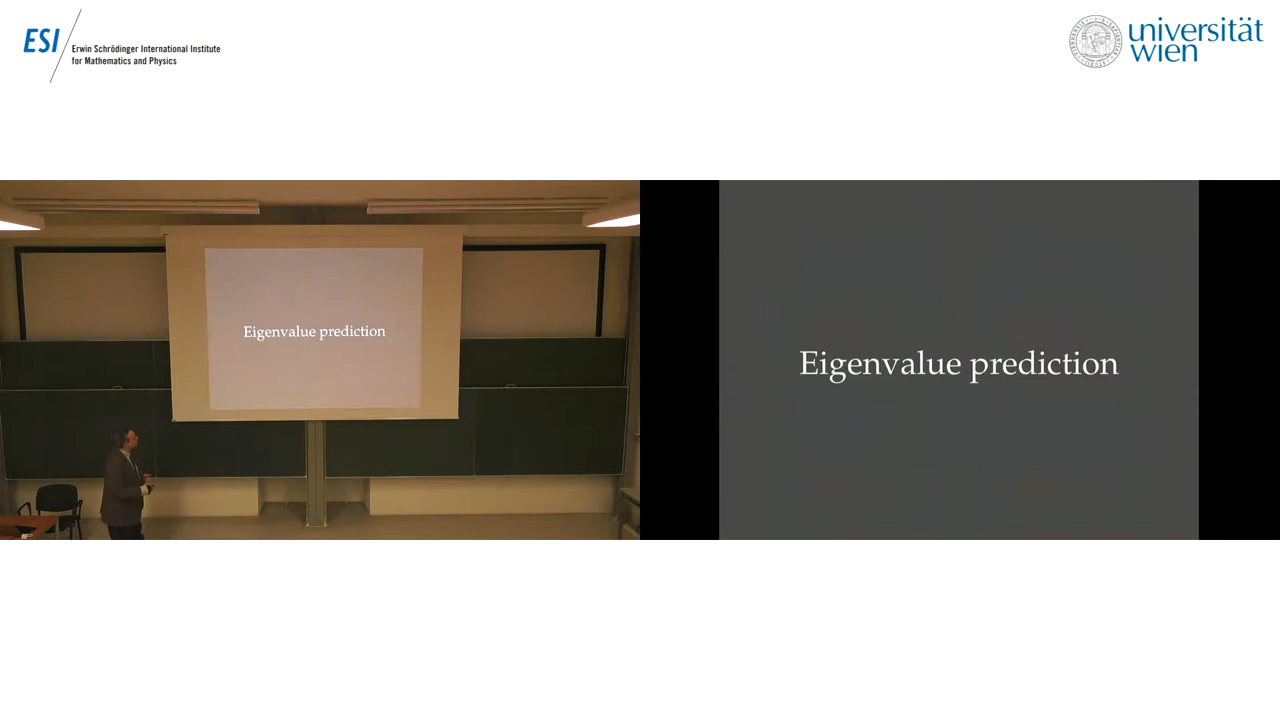 ESI
Erwin Schrödinger International Institute
for Mathematics and Physics
universität
wien
Eigenvalue prediction
Eigenvalue prediction